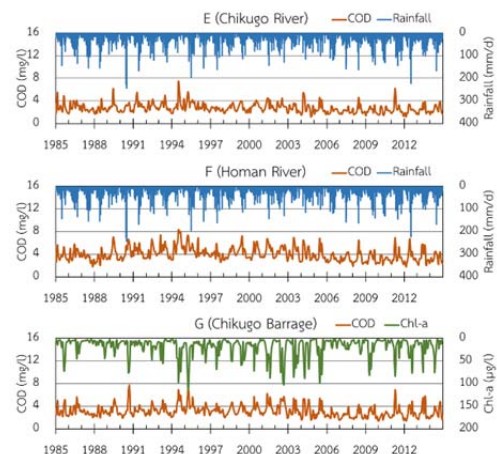 E (Chikugo River)
COD
Rainfall
16
12
8
4
0
COD (mg/l)
0
100
200
300
400
Rainfall (mm/d)
1985 1988 1991 1994 1997 2000 2003 2006 2009 2012
F (Homan River)
COD
Rainfall
16
12
8
4
0
COD (mg/L)
0
100
200
300
400
Rainfall (mm/d)
1985 1988 1991 1994 1997 2000 2003 2006 2009 2012
G (Chikugo Barrage)
COD
Chl-a
16
12
8
4
0
COD (mg/L)
0
50
100
150
200
Chl-a (µg/l)
1985 1988 1991 1994 1997 2000 2003 2006 2009 2012